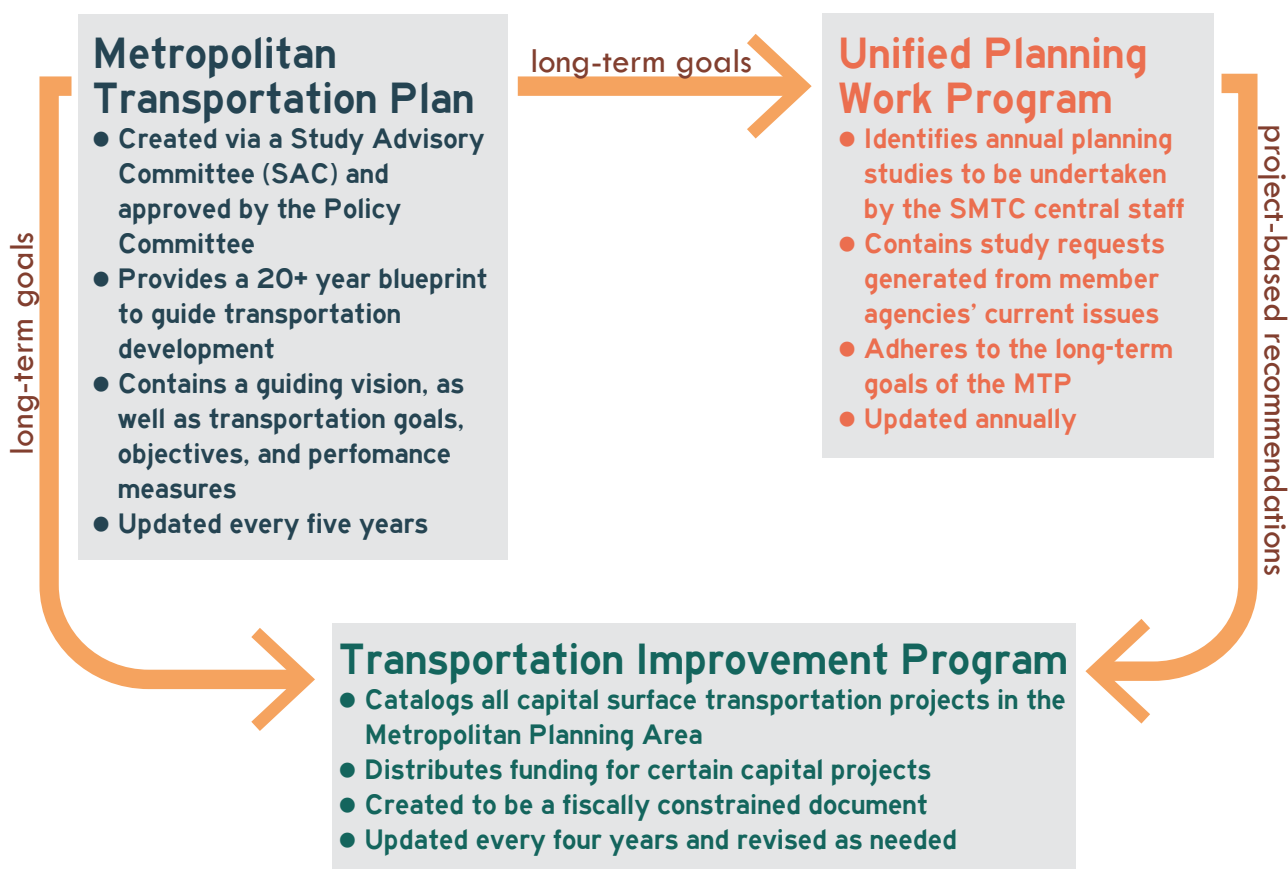 Metropolitan
Transportation Plan
● Created via a Study Advisory
Committee (SAC) and
approved by the Policy
Committee
● Provides a 20+ year blueprint
to guide transportation
development
● Contains a guiding vision, as
well as transportation goals,
objectives, and perfomance
measures
● Updated every five years
long-term goals
long-term goals
Unified Planning
Work Program
● Identifies annual planning
studies to be undertaken
by the SMTC central staff
● Contains study requests
generated from member
agencies’ current issues
● Adheres to the long-term
goals of the MTP
● Updated annually
project-based recommendations
Transportation Improvement Program
● Catalogs all capital surface transportation projects in the
Metropolitan Planning Area
● Distributes funding for certain capital projects
● Created to be a fiscally constrained document
● Updated every four years and revised as needed